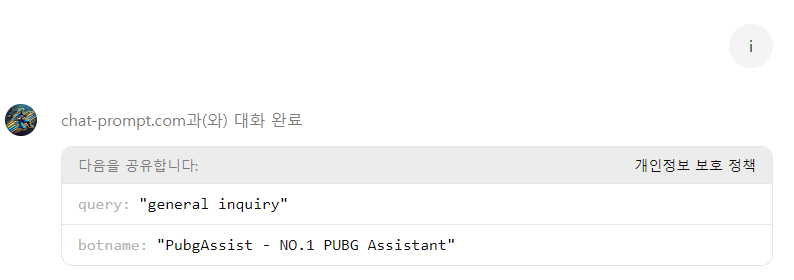 i
chat-prompt.com과(와) 대화 완료
다음을 공유합니다: 개인정보 보호 정책
query: "general inquiry"
botname: "PubgAssist - NO.1 PUBG Assistant"